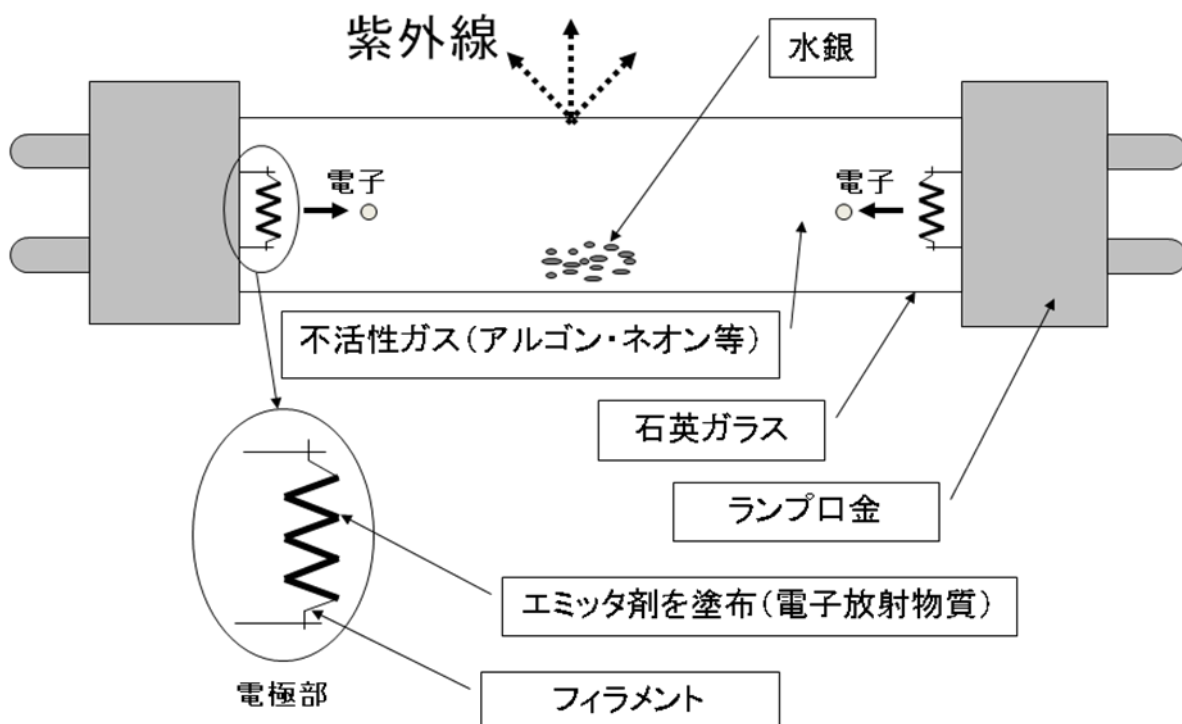 紫外線
水銀
電子
電子
不活性ガス(アルゴン・ネオン等)
石英ガラス
ランプ口金
エミッタ剤を塗布(電子放射物質)
電極部
フィラメント